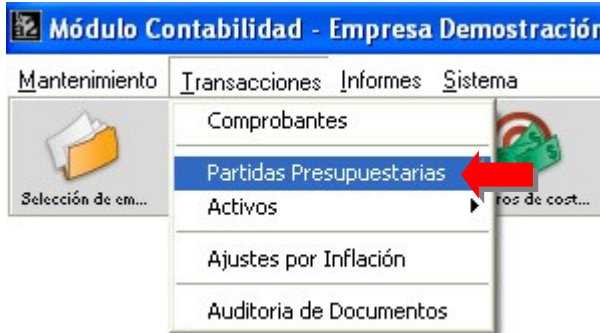 Módulo Contabilidad - Empresa Demostración
Mantenimiento Transacciones Informes Sistema
Comprobantes
Partidas Presupuestarias
Selección de em... ros de cost...
Activos
Ajustes por Inflación
Auditoria de Documentos